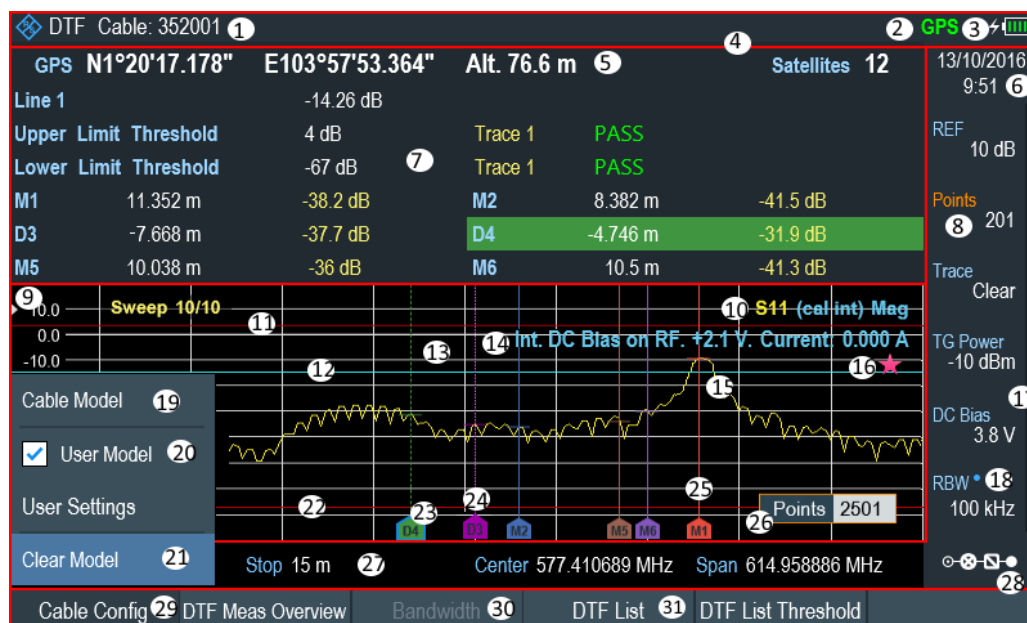 DTF Cable: 352001 1 2 GPS 3
4
GPS N1°20'17.178" E103°57'53.364" Alt. 76.6 m 5 Satellites 12
13/10/2016
9:51 6
Line 1 -14.26 dB
Upper Limit Threshold 4 dB Trace 1 PASS
Lower Limit Threshold -67 dB 7 Trace 1 PASS
M1 11.352 m -38.2 dB M2 8.382 m -41.5 dB
D3 -7.668 m -37.7 dB D4 -4.746 m -31.9 dB
M5 10.038 m -36 dB M6 10.5 m -41.3 dB
REF
10 dB
Points
8 201
Trace
Clear
TG Power
-10 dBm
17
DC Bias
3.8 V
RBW 18
100 kHz
28
9 10.0 Sweep 10/10 10 S11 (cal int) Mag
11
0.0 13 14 Int. DC Bias on RF. +2.1 V. Current: 0.000 A
-10.0 12 16
15
Cable Model 19
User Model 20
User Settings
Clear Model 21
22 23 24 25
26 Points 2501
D4 D3 M2 M5 M6 M1
Stop 15 m 27 Center 577.410689 MHz Span 614.958886 MHz
Cable Config 29 DTF Meas Overview Bandwidth 30 DTF List 31 DTF List Threshold